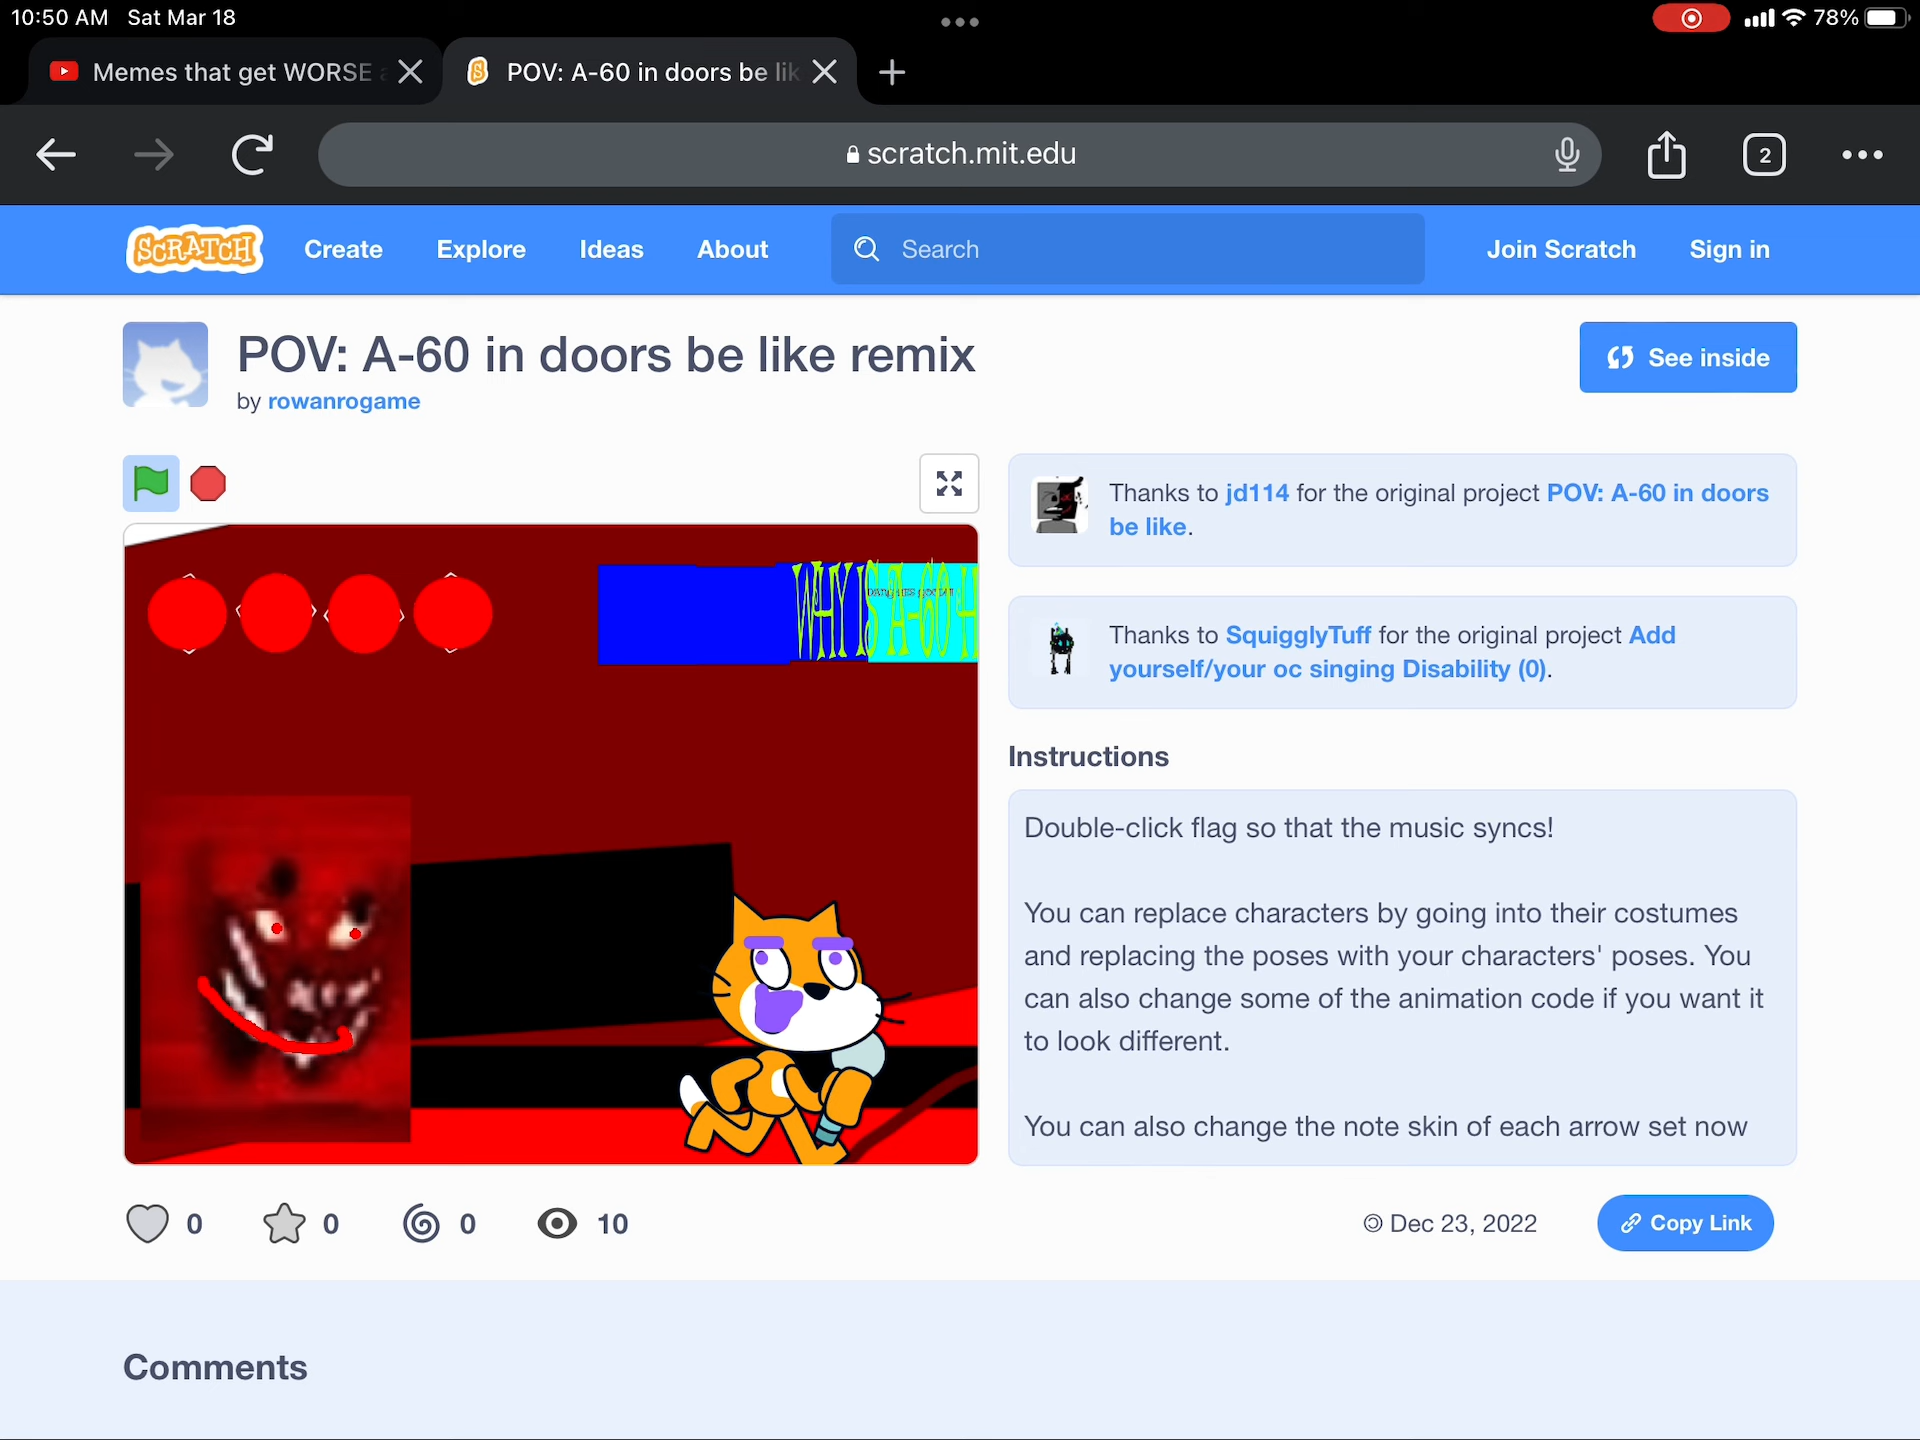 10:50 AM Sat Mar 18
78%
Memes that get WORSE
POV: A-60 in doors be lik
scratch.mit.edu
2
SCRATCH
Create
Explore
Ideas
About
Search
Join Scratch
Sign in
POV: A-60 in doors be like remix
by rowanrogame
See inside
Thanks to jd114 for the original project POV: A-60 in doors
be like.
WHY IS A-60 H
Thanks to SquigglyTuff for the original project Add
yourself/your oc singing Disability (0).
Instructions
Double-click flag so that the music syncs!
You can replace characters by going into their costumes
and replacing the poses with your characters' poses. You
can also change some of the animation code if you want it
to look different.
You can also change the note skin of each arrow set now
0
0
0
10
Dec 23, 2022
Copy Link
Comments